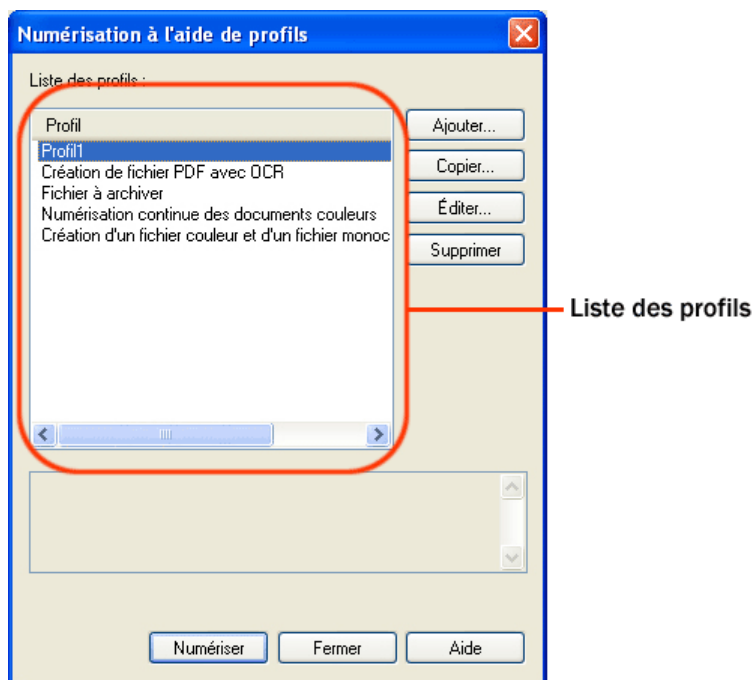 Numérisation à l'aide de profils
Liste des profils :
Profil
Ajouter...
Profil1
Création de fichier PDF avec OCR
Copier...
Fichier à archiver
Numérisation continue des documents couleurs
Éditer...
Création d'un fichier couleur et d'un fichier monoc
Supprimer
Liste des profils
Numériser
Fermer
Aide